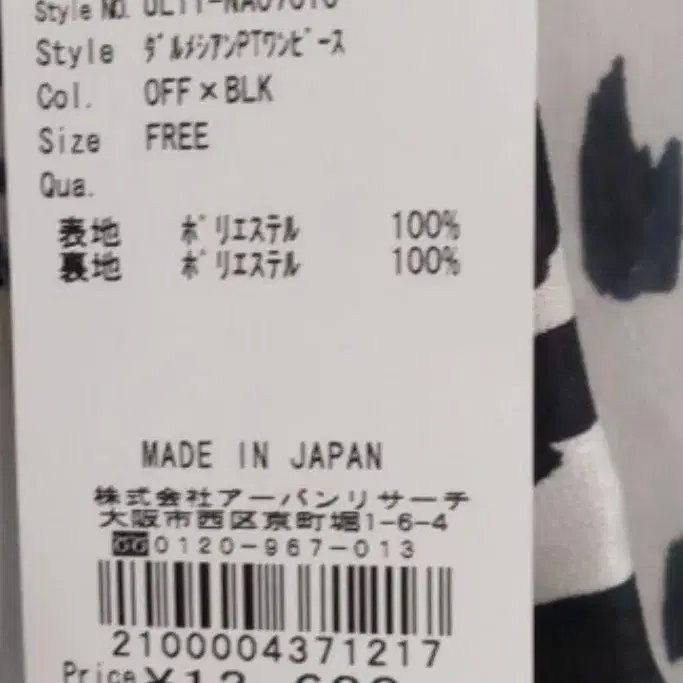 Style No.
Style ダルメシアンPTワンピース
Col. OFF×BLK
Size FREE
Qua.
表地 ポリエステル 100%
裏地 ポリエステル 100%
MADE IN JAPAN
株式会社アーバンリサーチ
大阪市西区京町堀1-6-4
0120-967-013
2100004371217
Price